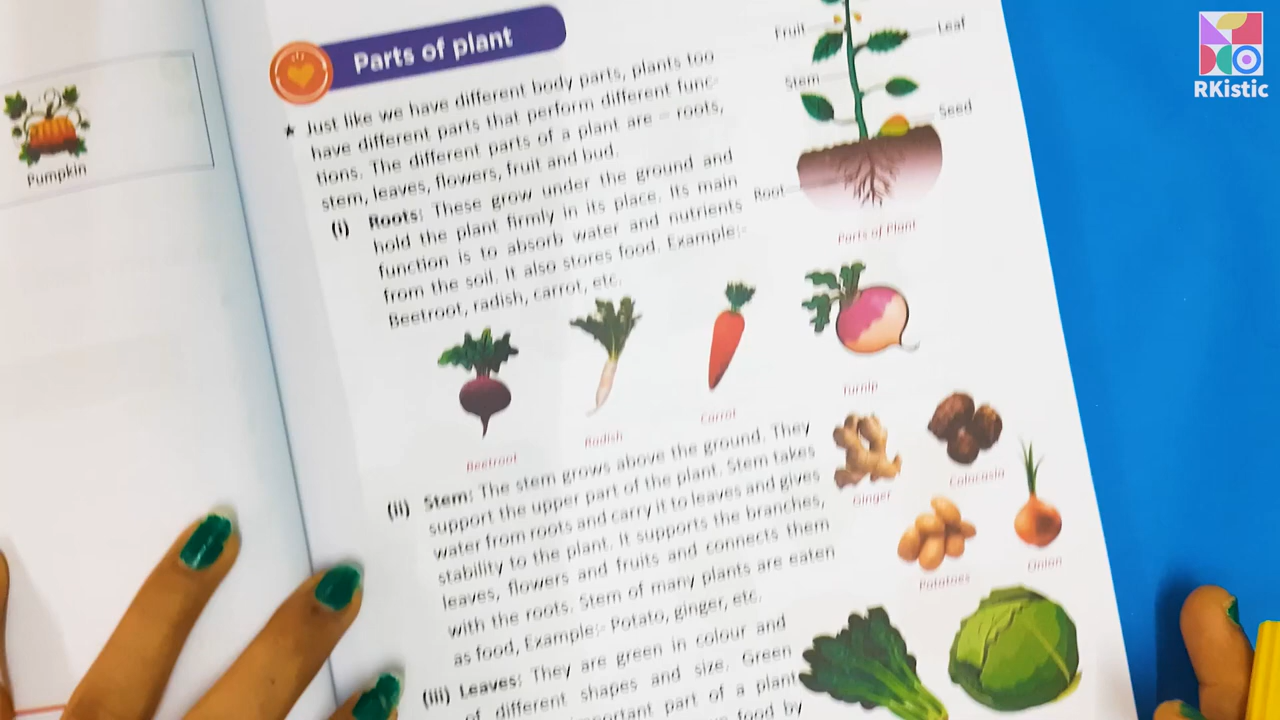 RKistic
Pumpkin
Parts of plant
★ Just like we have different body parts, plants too
have different parts that perform different func-
tions. The different parts of a plant are – roots,
stem, leaves, flowers, fruit and bud.
(i) Roots: These grow under the ground and
hold the plant firmly in its place. Its main
function is to absorb water and nutrients
from the soil. It also stores food. Example:-
Beetroot, radish, carrot, etc.
Fruit
Leaf
Stem
Seed
Root
Parts of Plant
Beetroot
Radish
Carrot
Turnip
(ii) Stem: The stem grows above the ground. They
support the upper part of the plant. Stem takes
water from roots and carry it to leaves and gives
stability to the plant. It supports the branches,
leaves, flowers and fruits and connects them
with the roots. Stem of many plants are eaten
as food, Example:- Potato, ginger, etc.
Ginger
Colocasia
Potatoes
Onion
(iii) Leaves: They are green in colour and
of different shapes and size. Green
important part of a plant
food by